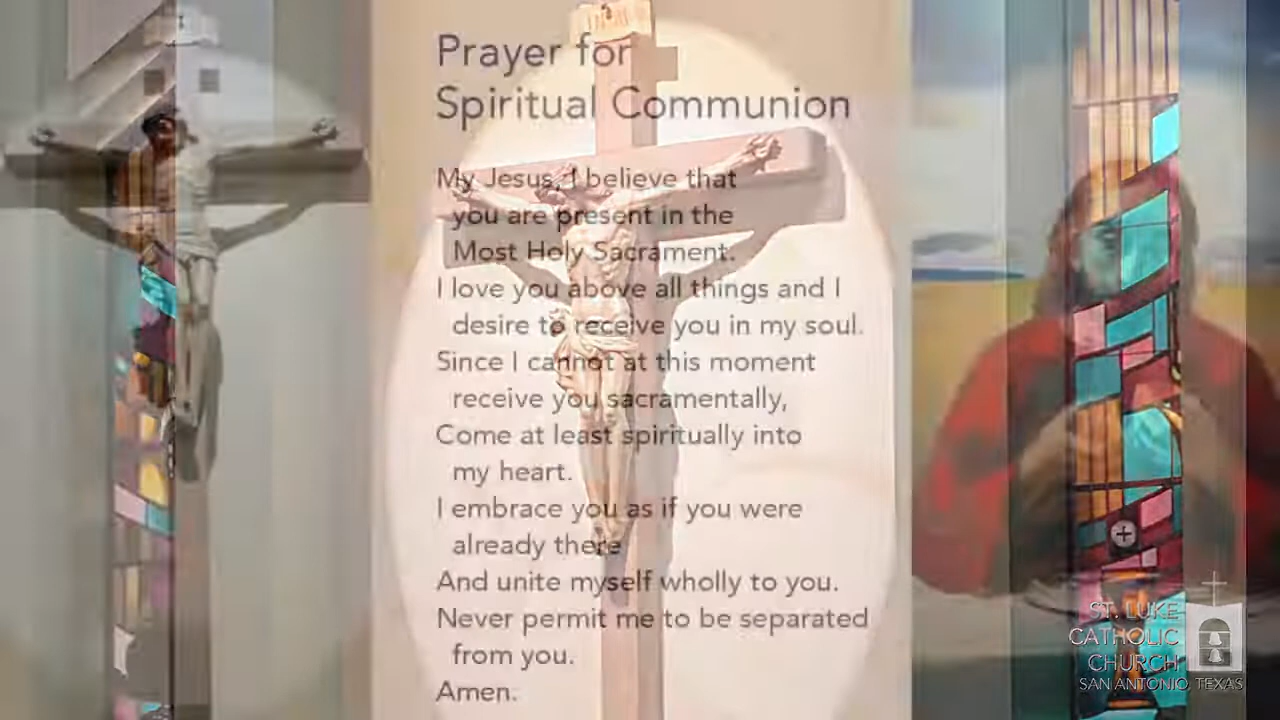 Prayer for
Spiritual Communion
My Jesus, I believe that
you are present in the
Most Holy Sacrament.
I love you above all things and I
desire to receive you in my soul.
Since I cannot at this moment
receive you sacramentally,
Come at least spiritually into
my heart.
I embrace you as if you were
already there
And unite myself wholly to you.
Never permit me to be separated
from you.
Amen.
ST. LUKE
CATHOLIC
CHURCH
SAN ANTONIO, TEXAS